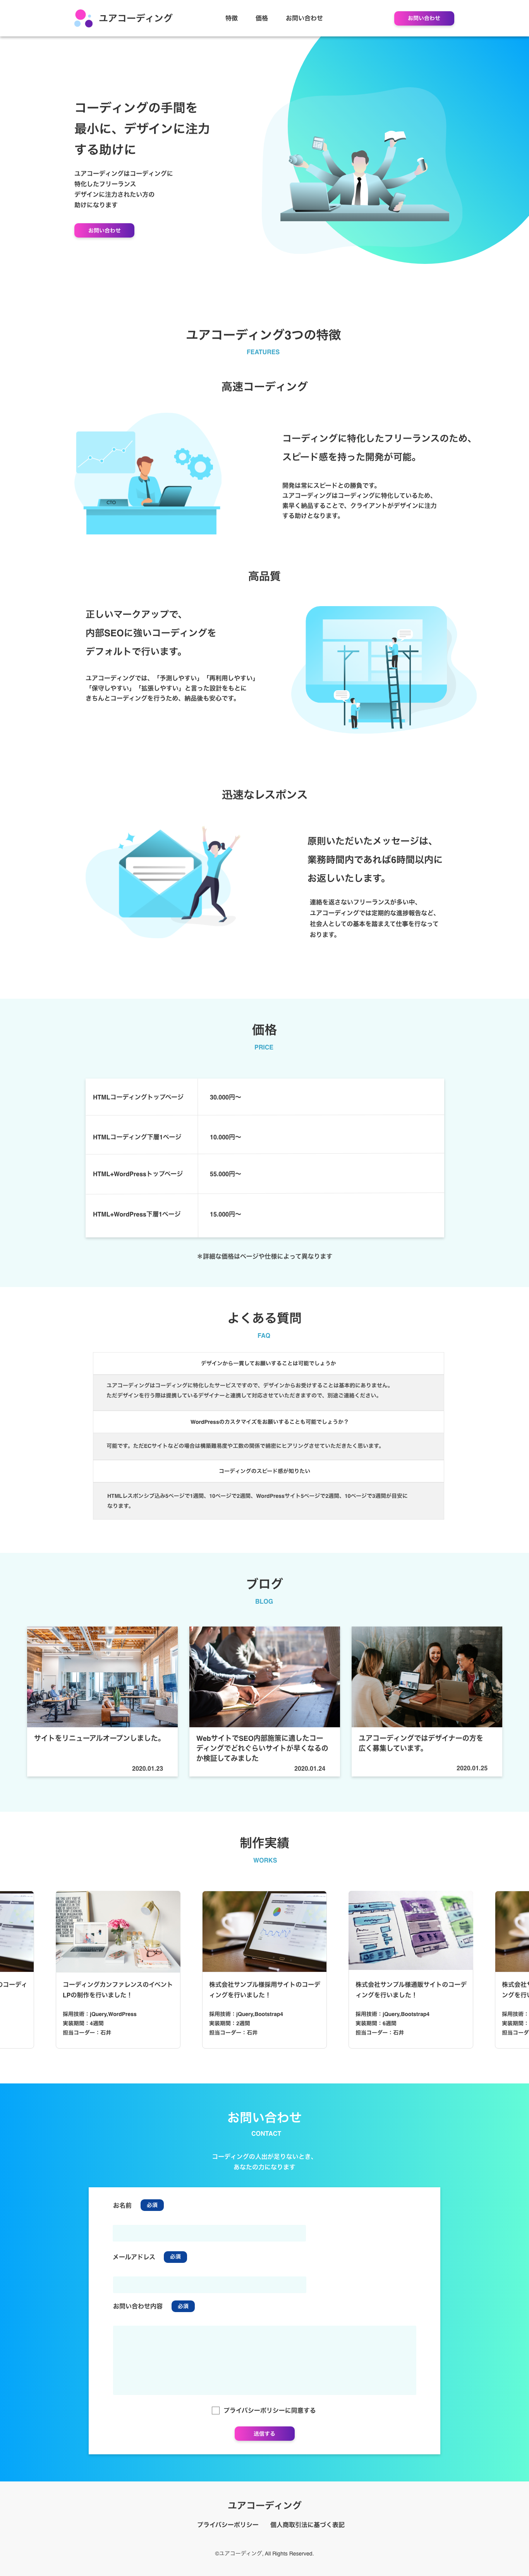 ユアコーディング
特徴 価格 お問い合わせ
お問い合わせ
コーディングの手間を
最小に、デザインに注力
する助けに
ユアコーディングはコーディングに
特化したフリーランス
デザインに注力されたい方の
助けになります
お問い合わせ
ユアコーディング3つの特徴
FEATURES
高速コーディング
コーディングに特化したフリーランスのため、
スピード感を持った開発が可能。
開発は常にスピードとの勝負です。
ユアコーディングはコーディングに特化しているため、
素早く納品することで、クライアントがデザインに注力
する助けとなります。
高品質
正しいマークアップで、
内部SEOに強いコーディングを
デフォルトで行います。
ユアコーディングでは、「予測しやすい」「再利用しやすい」
「保守しやすい」「拡張しやすい」と言った設計をもとに
きちんとコーディングを行うため、納品後も安心です。
迅速なレスポンス
原則いただいたメッセージは、
業務時間内であれば6時間以内に
お返しいたします。
連絡を返さないフリーランスが多い中、
ユアコーディングでは定期的な進捗報告など、
社会人としての基本を踏まえて仕事を行なって
おります。
価格
PRICE
HTMLコーディングトップページ 30.000円〜
HTMLコーディング下層1ページ 10.000円〜
HTML+WordPressトップページ 55.000円〜
HTML+WordPress下層1ページ 15.000円〜
＊詳細な価格はページや仕様によって異なります
よくある質問
FAQ
デザインから一貫してお願いすることは可能でしょうか
ユアコーディングはコーディングに特化したサービスですので、デザインからお受けすることは基本的にありません。
ただデザインを行う際は提携しているデザイナーと連携して対応させていただきますので、別途ご連絡ください。
WordPressのカスタマイズをお願いすることも可能でしょうか？
可能です。ただECサイトなどの場合は構築難易度や工数の関係で綿密にヒアリングさせていただきたく思います。
コーディングのスピード感が知りたい
HTMLレスポンシブ込み5ページで1週間、10ページで2週間、WordPressサイト5ページで2週間、10ページで3週間が目安に
なります。
ブログ
BLOG
サイトをリニューアルオープンしました。
2020.01.23
WebサイトでSEO内部施策に適したコー
ディングでどれぐらいサイトが早くなるの
か検証してみました
2020.01.24
ユアコーディングではデザイナーの方を
広く募集しています。
2020.01.25
制作実績
WORKS
のコーディ
コーディングカンファレンスのイベント
LPの制作を行いました！
採用技術：jQuery,WordPress
実装期間：4週間
担当コーダー：石井
株式会社サンプル様採用サイトのコーデ
ィングを行いました！
採用技術：jQuery,Bootstrap4
実装期間：2週間
担当コーダー：石井
株式会社サンプル様通販サイトのコーデ
ィングを行いました！
採用技術：jQuery,Bootstrap4
実装期間：6週間
担当コーダー：石井
株式会社サ
ィングを行い
採用技術：
実装期間：
担当コーダ
お問い合わせ
CONTACT
コーディングの人出が足りないとき、
あなたの力になります
お名前 必須
メールアドレス 必須
お問い合わせ内容 必須
プライバシーポリシーに同意する
送信する
ユアコーディング
プライバシーポリシー 個人商取引法に基づく表記
©ユアコーディング, All Rights Reserved.